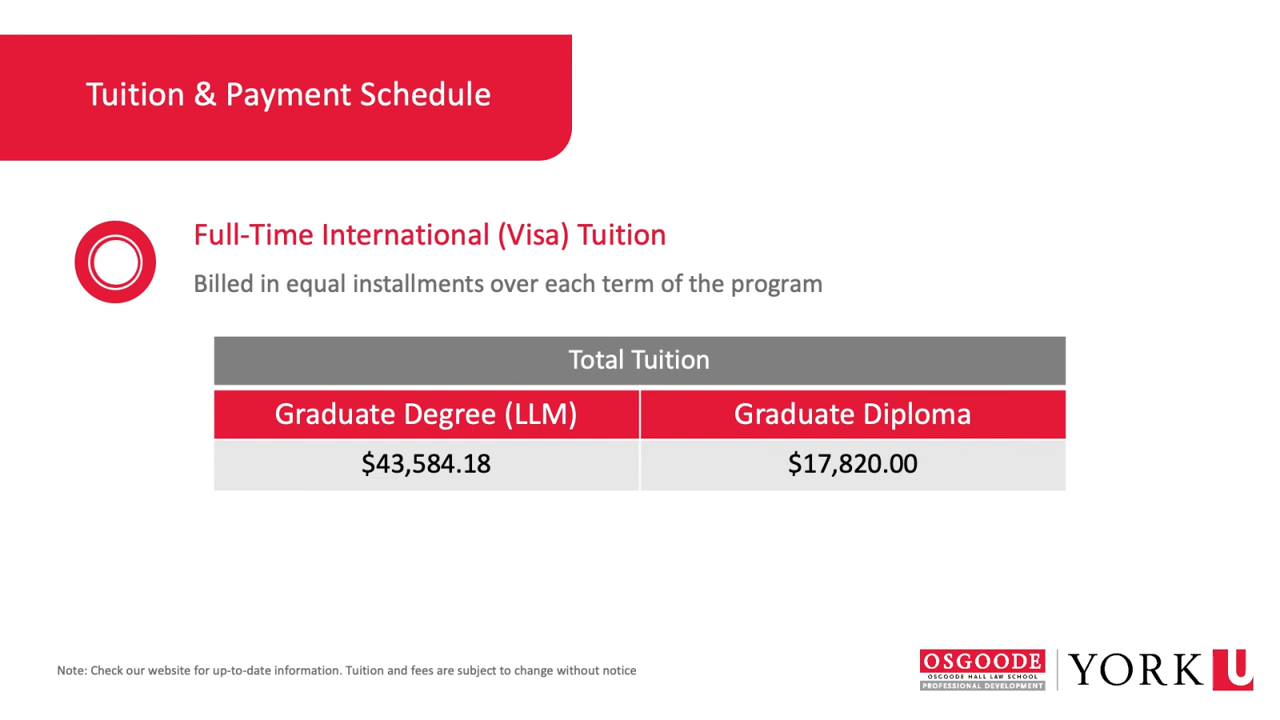 Tuition & Payment Schedule
Full-Time International (Visa) Tuition
Billed in equal installments over each term of the program
Total Tuition
Graduate Degree (LLM) Graduate Diploma
$43,584.18 $17,820.00
Note: Check our website for up-to-date information. Tuition and fees are subject to change without notice
OSGOODE
OSGOODE HALL LAW SCHOOL
PROFESSIONAL DEVELOPMENT
YORK U